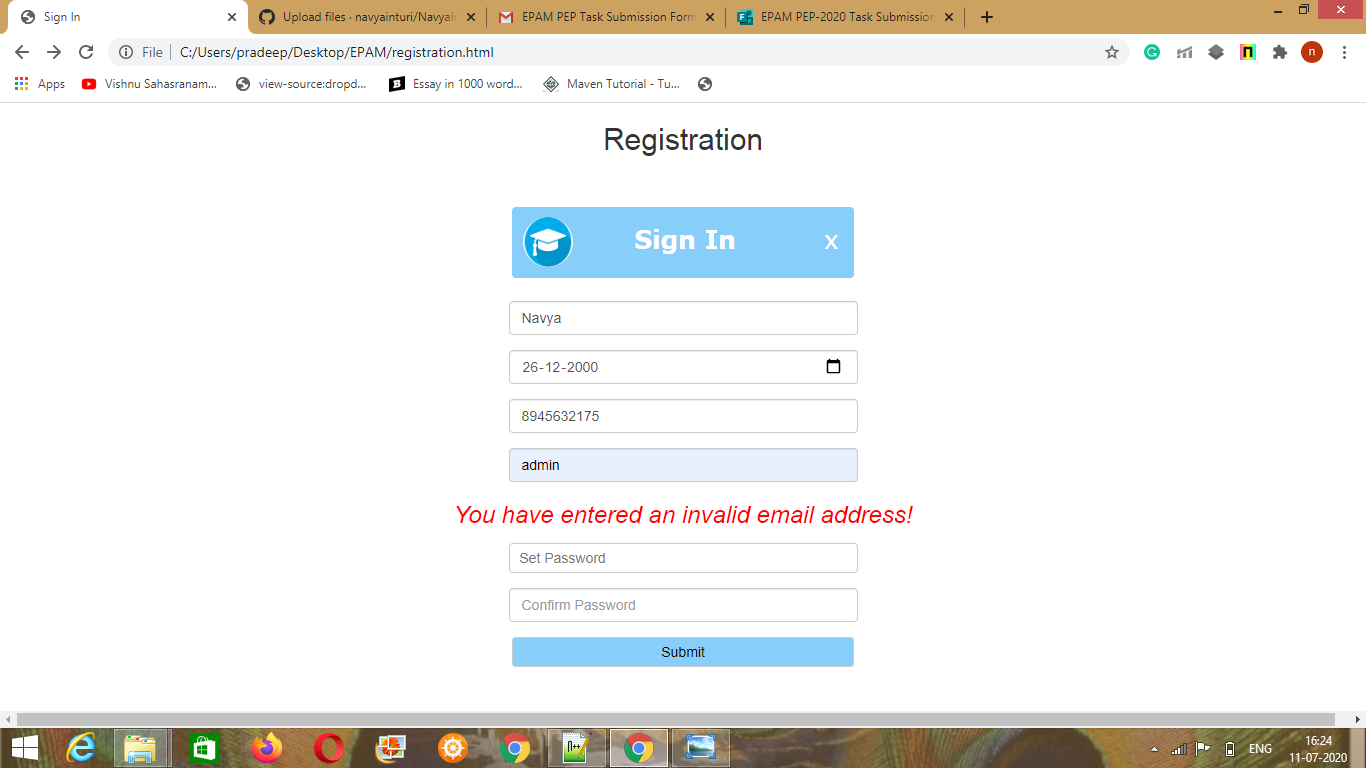 Sign In
Upload files · navyainturi/NavyaIn
EPAM PEP Task Submission Form
EPAM PEP-2020 Task Submission
File
C:/Users/pradeep/Desktop/EPAM/registration.html
n
Apps
Vishnu Sahasranam...
view-source:dropd...
Essay in 1000 word...
Maven Tutorial - Tu...
Registration
Sign In
x
Navya
26-12-2000
8945632175
admin
You have entered an invalid email address!
Set Password
Confirm Password
Submit
ENG
16:24
11-07-2020